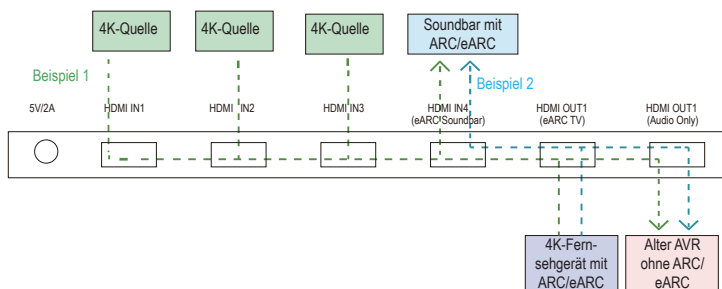 4K-Quelle
4K-Quelle
4K-Quelle
Soundbar mit
ARC/eARC
Beispiel 1
Beispiel 2
5V/2A
HDMI IN1
HDMI IN2
HDMI IN3
HDMI IN4
(eARC Soundbar)
HDMI OUT1
(eARC TV)
HDMI OUT1
(Audio Only)
4K-Fern-
sehgerät mit
ARC/eARC
Alter AVR
ohne ARC/
eARC